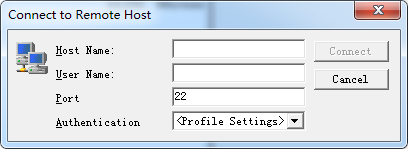 Connect to Remote Host
Host Name:
Connect
User Name:
Cancel
Port 22
Authentication <Profile Settings>